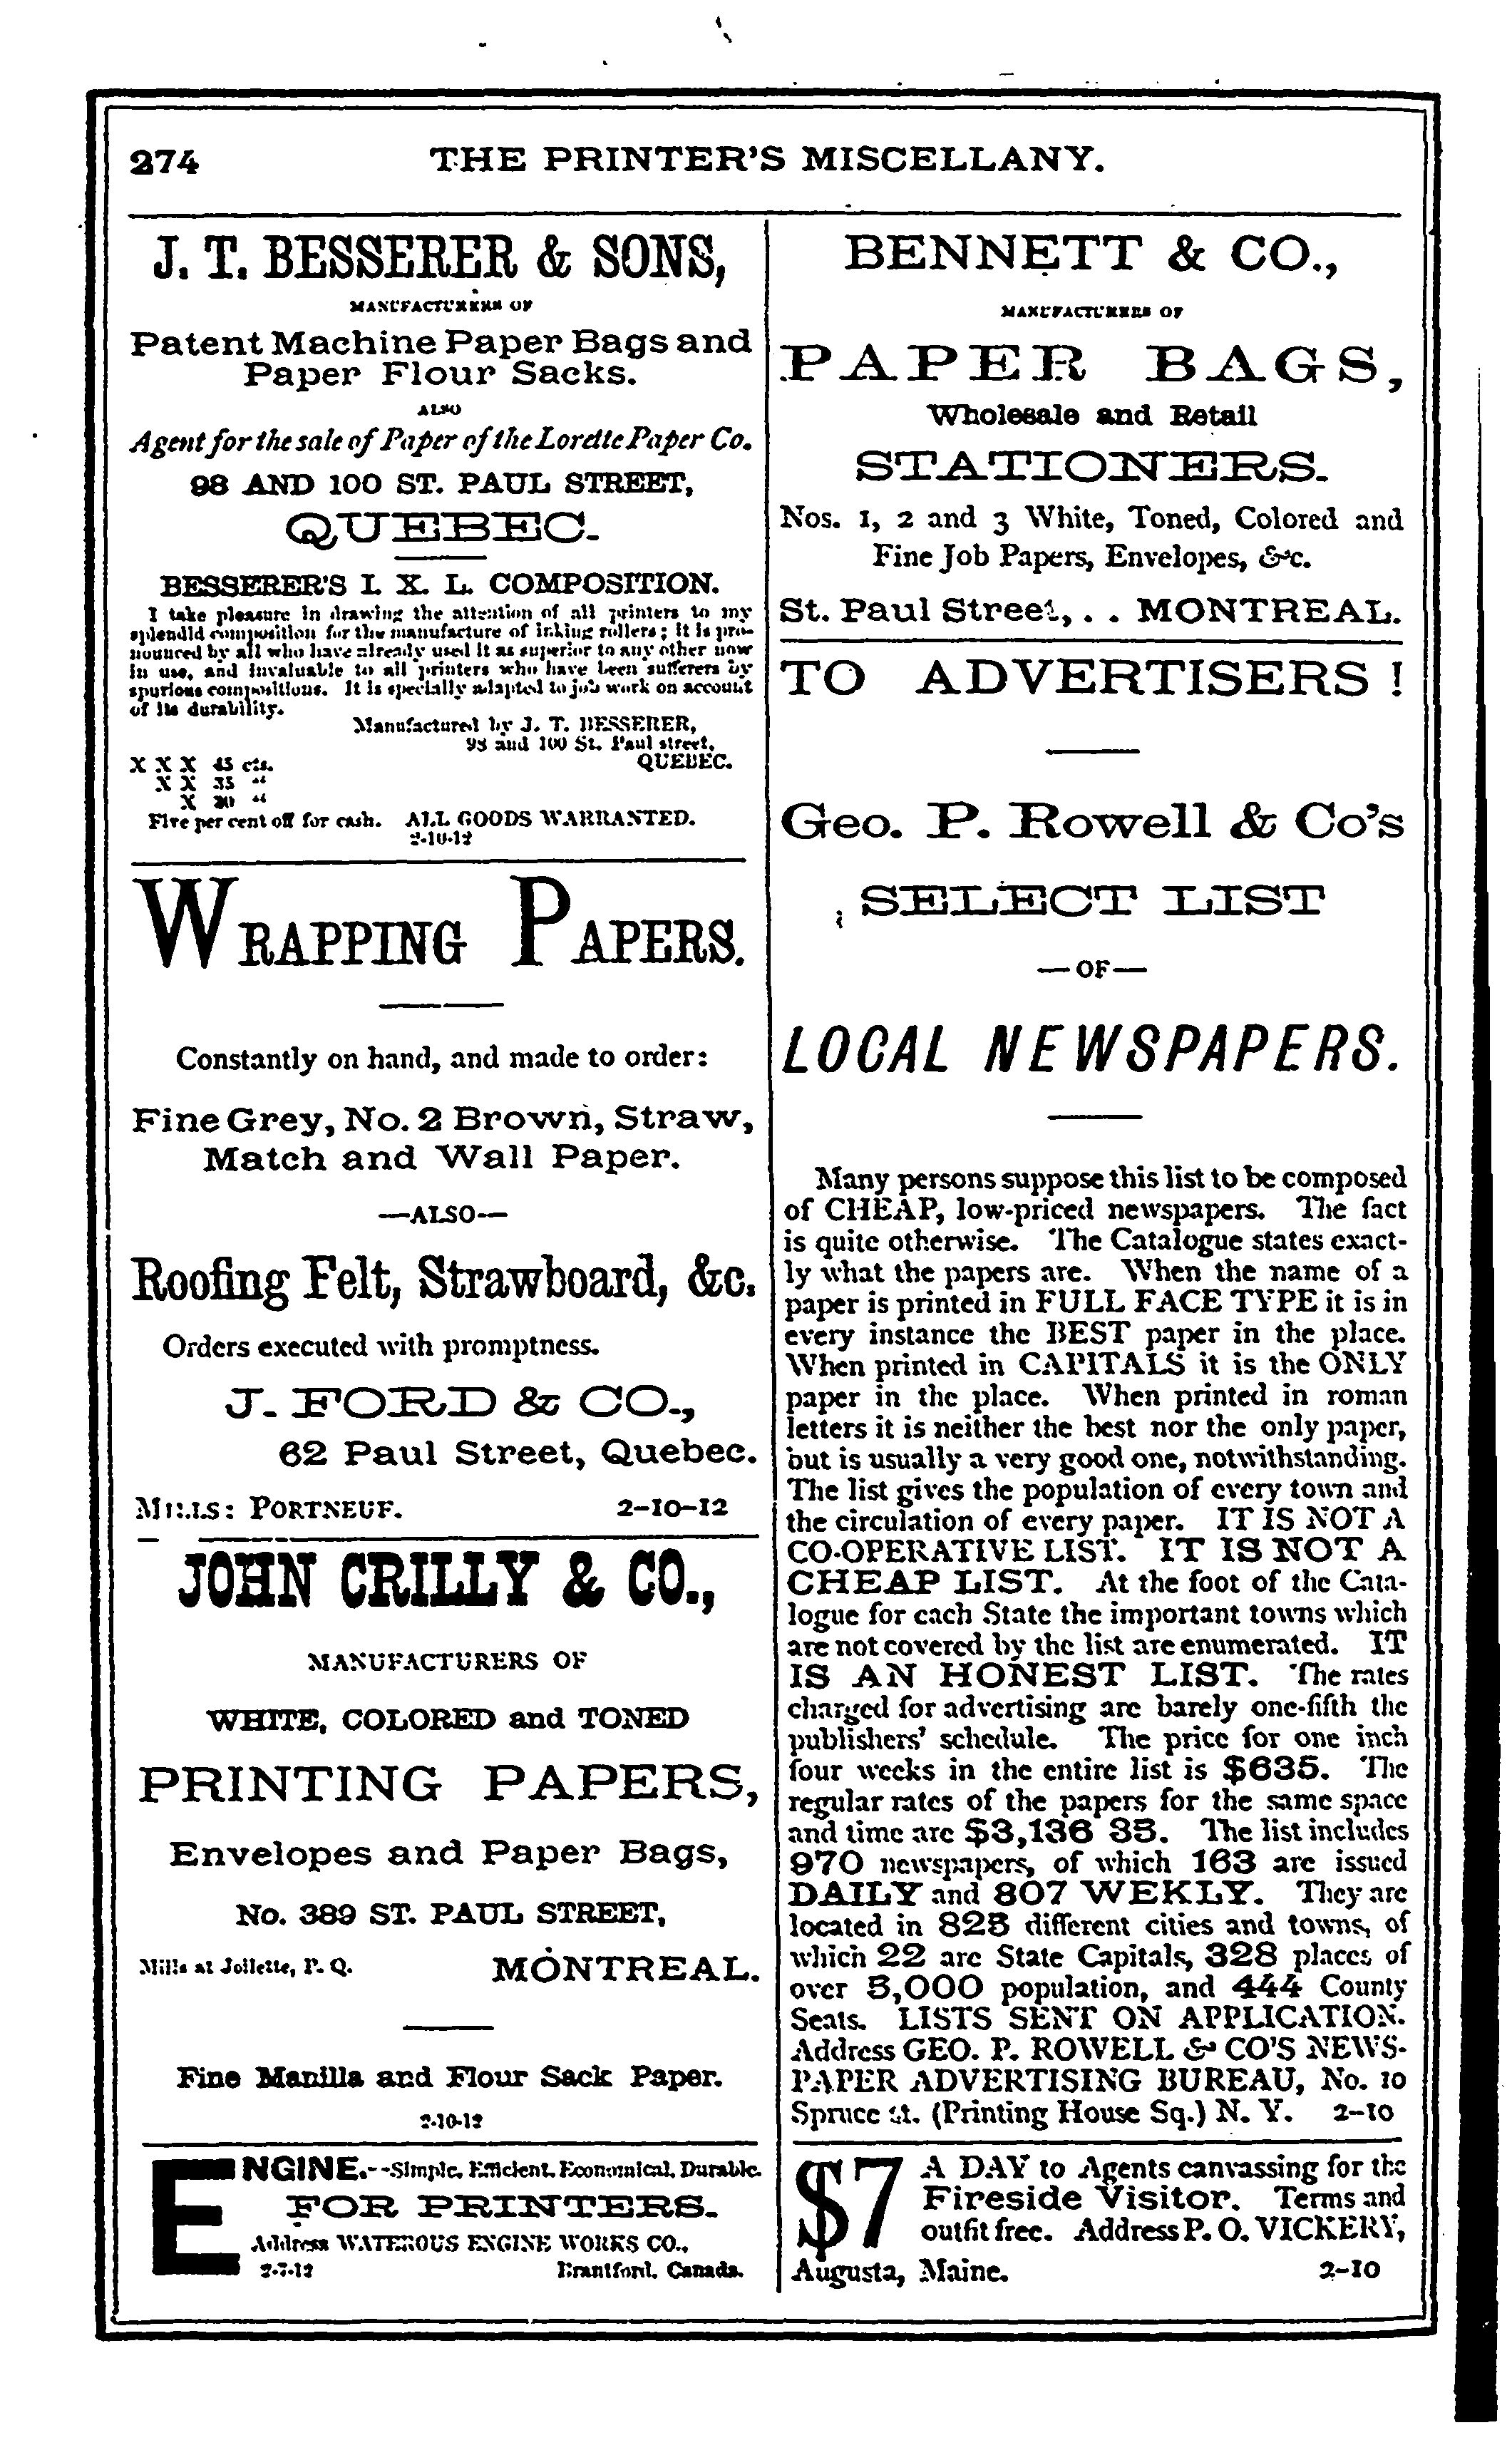 274
THE PRINTER'S MISCELLANY.
J. T. BESSERER & SONS,
MANUFACTURERS OF
Patent Machine Paper Bags and
Paper Flour Sacks.
ALSO
Agent for the sale of Paper of the Lorette Paper Co.
98 AND 100 ST. PAUL STREET,
QUEBEC.
BESSERER'S I. X. L. COMPOSITION.
I take pleasure in drawing the attention of all printers to my
splendid composition for the manufacture of inking rollers; it is pro-
nounced by all who have already used it as superior to any other now
in use, and invaluable to all printers who have been sufferers by
spurious compositions. It is specially adapted to job work on account
of its durability.
Manufactured by J. T. BESSERER,
98 and 100 St. Paul street,
QUEBEC.
X X X 45 cts.
X X 35 "
X 30 "
Five per cent off for cash. ALL GOODS WARRANTED.
2-10-12
WRAPPING PAPERS.
Constantly on hand, and made to order:
Fine Grey, No. 2 Brown, Straw,
Match and Wall Paper.
—ALSO—
Roofing Felt, Strawboard, &c.
Orders executed with promptness.
J. FORD & CO.,
62 Paul Street, Quebec.
MILLS: PORTNEUF. 2-10-12
JOHN CRILLY & CO.,
MANUFACTURERS OF
WHITE, COLORED and TONED
PRINTING PAPERS,
Envelopes and Paper Bags,
No. 389 ST. PAUL STREET,
Mills at Joliette, P. Q. MONTREAL.
Fine Manilla and Flour Sack Paper.
2-10-12
ENGINE.--Simple, Efficient, Economical, Durable.
FOR PRINTERS.
Address WATEROUS ENGINE WORKS CO.,
2-7-12 Brantford, Canada.
BENNETT & CO.,
MANUFACTURERS OF
PAPER BAGS,
Wholesale and Retail
STATIONERS.
Nos. 1, 2 and 3 White, Toned, Colored and
Fine Job Papers, Envelopes, &c.
St. Paul Street, . . MONTREAL.
TO ADVERTISERS !
Geo. P. Rowell & Co's
SELECT LIST
—OF—
LOCAL NEWSPAPERS.
Many persons suppose this list to be composed
of CHEAP, low-priced newspapers. The fact
is quite otherwise. The Catalogue states exact-
ly what the papers are. When the name of a
paper is printed in FULL FACE TYPE it is in
every instance the BEST paper in the place.
When printed in CAPITALS it is the ONLY
paper in the place. When printed in roman
letters it is neither the best nor the only paper,
but is usually a very good one, notwithstanding.
The list gives the population of every town and
the circulation of every paper. IT IS NOT A
CO-OPERATIVE LIST. IT IS NOT A
CHEAP LIST. At the foot of the Cata-
logue for each State the important towns which
are not covered by the list are enumerated. IT
IS AN HONEST LIST. The rates
charged for advertising are barely one-fifth the
publishers' schedule. The price for one inch
four weeks in the entire list is $635. The
regular rates of the papers for the same space
and time are $3,136 35. The list includes
970 newspapers, of which 163 are issued
DAILY and 807 WEKLY. They are
located in 825 different cities and towns, of
which 22 are State Capitals, 328 places of
over 5,000 population, and 444 County
Seats. LISTS SENT ON APPLICATION.
Address GEO. P. ROWELL & CO'S NEWS-
PAPER ADVERTISING BUREAU, No. 10
Spruce st. (Printing House Sq.) N. Y. 2-10
$7 A DAY to Agents canvassing for the
Fireside Visitor. Terms and
outfit free. Address P. O. VICKERY,
Augusta, Maine. 2-10